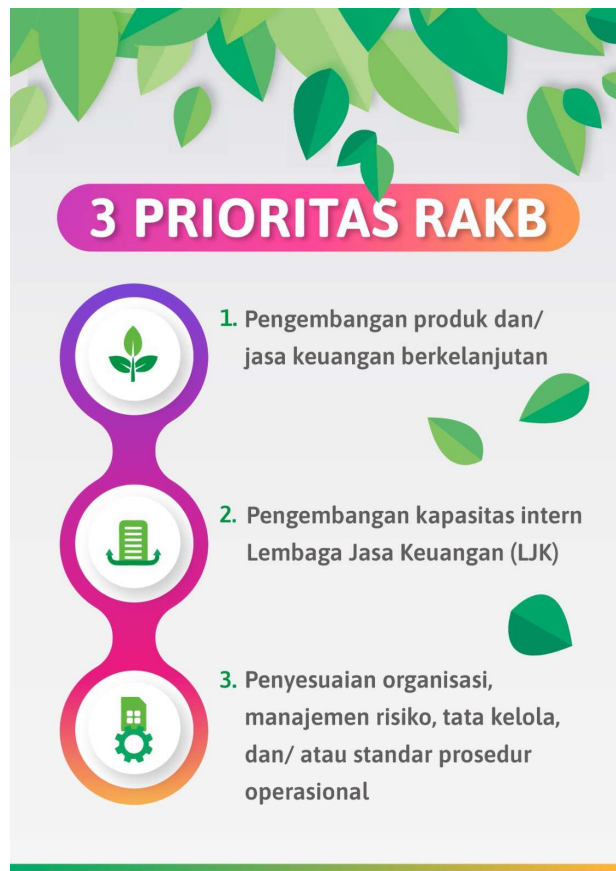 3 PRIORITAS RAKB
1. Pengembangan produk dan/
jasa keuangan berkelanjutan
2. Pengembangan kapasitas intern
Lembaga Jasa Keuangan (LJK)
3. Penyesuaian organisasi,
manajemen risiko, tata kelola,
dan/ atau standar prosedur
operasional